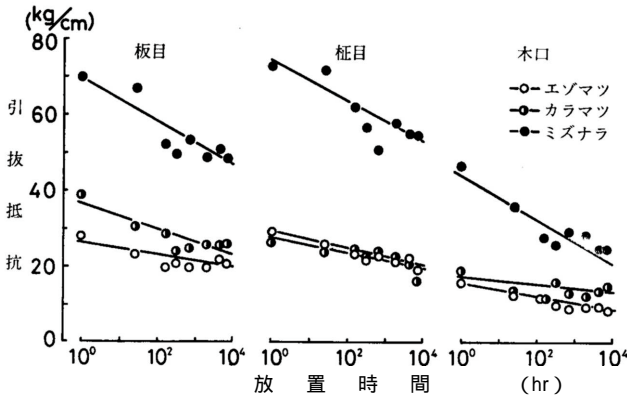 (kg/cm)
80
60
40
20
0
引抜抵抗
板目
柾目
木口
エゾマツ
カラマツ
ミズナラ
10⁰ 10² 10⁴
10⁰ 10² 10⁴
10⁰ 10² 10⁴
放置時間 (hr)